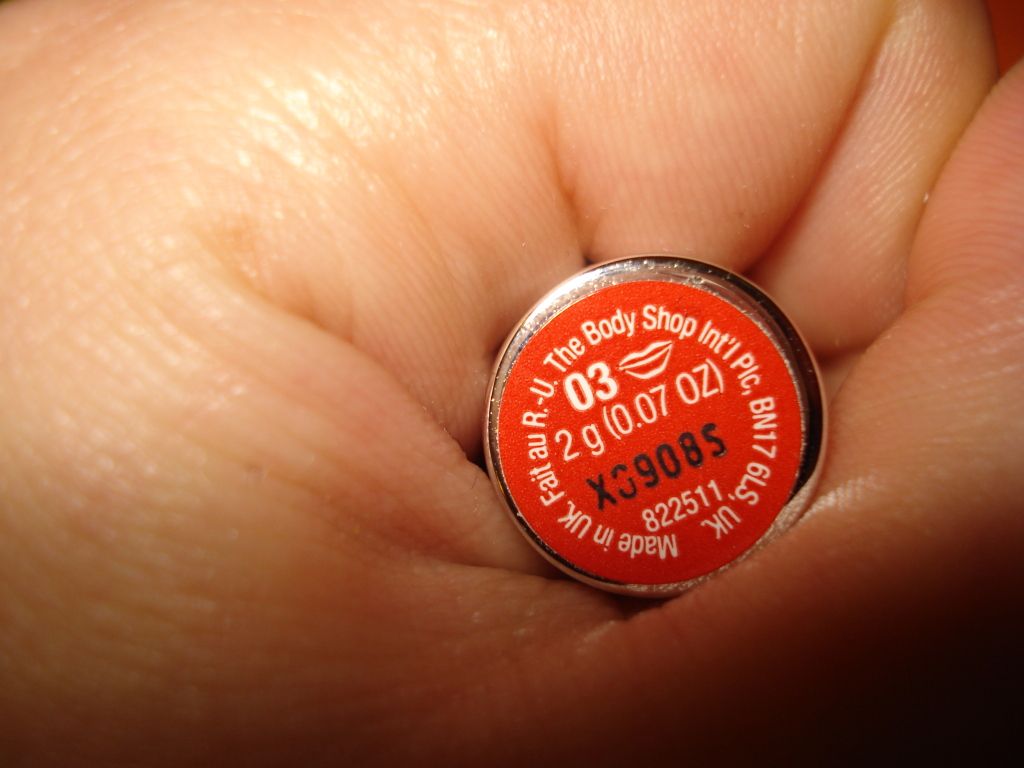 The Body Shop Int'l Plc, BN17 6LS, UK.
Made in UK. Fait au R.-U.
03
2 g (0.07 OZ)
X09085
822511